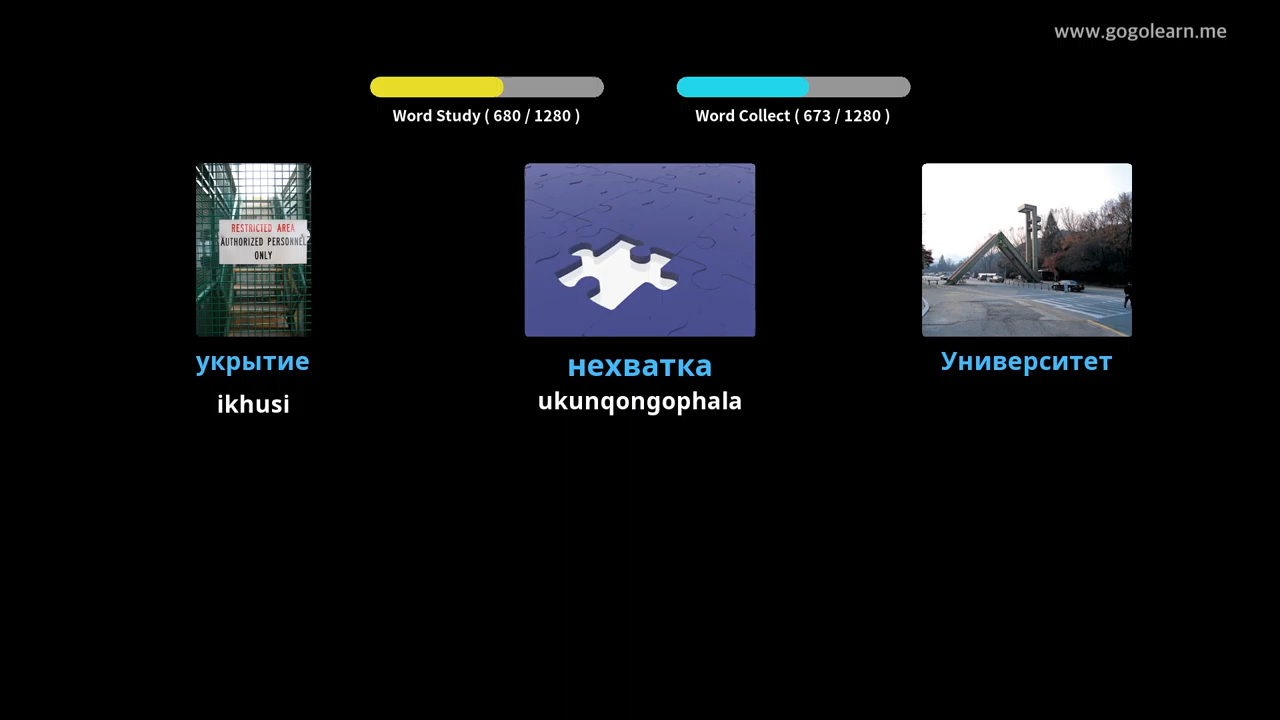 www.gogolearn.me
Word Study ( 680 / 1280 )
Word Collect ( 673 / 1280 )
RESTRICTED AREA
AUTHORIZED PERSONNEL
ONLY
укрытие
нехватка
Университет
ikhusi
ukunqongophala